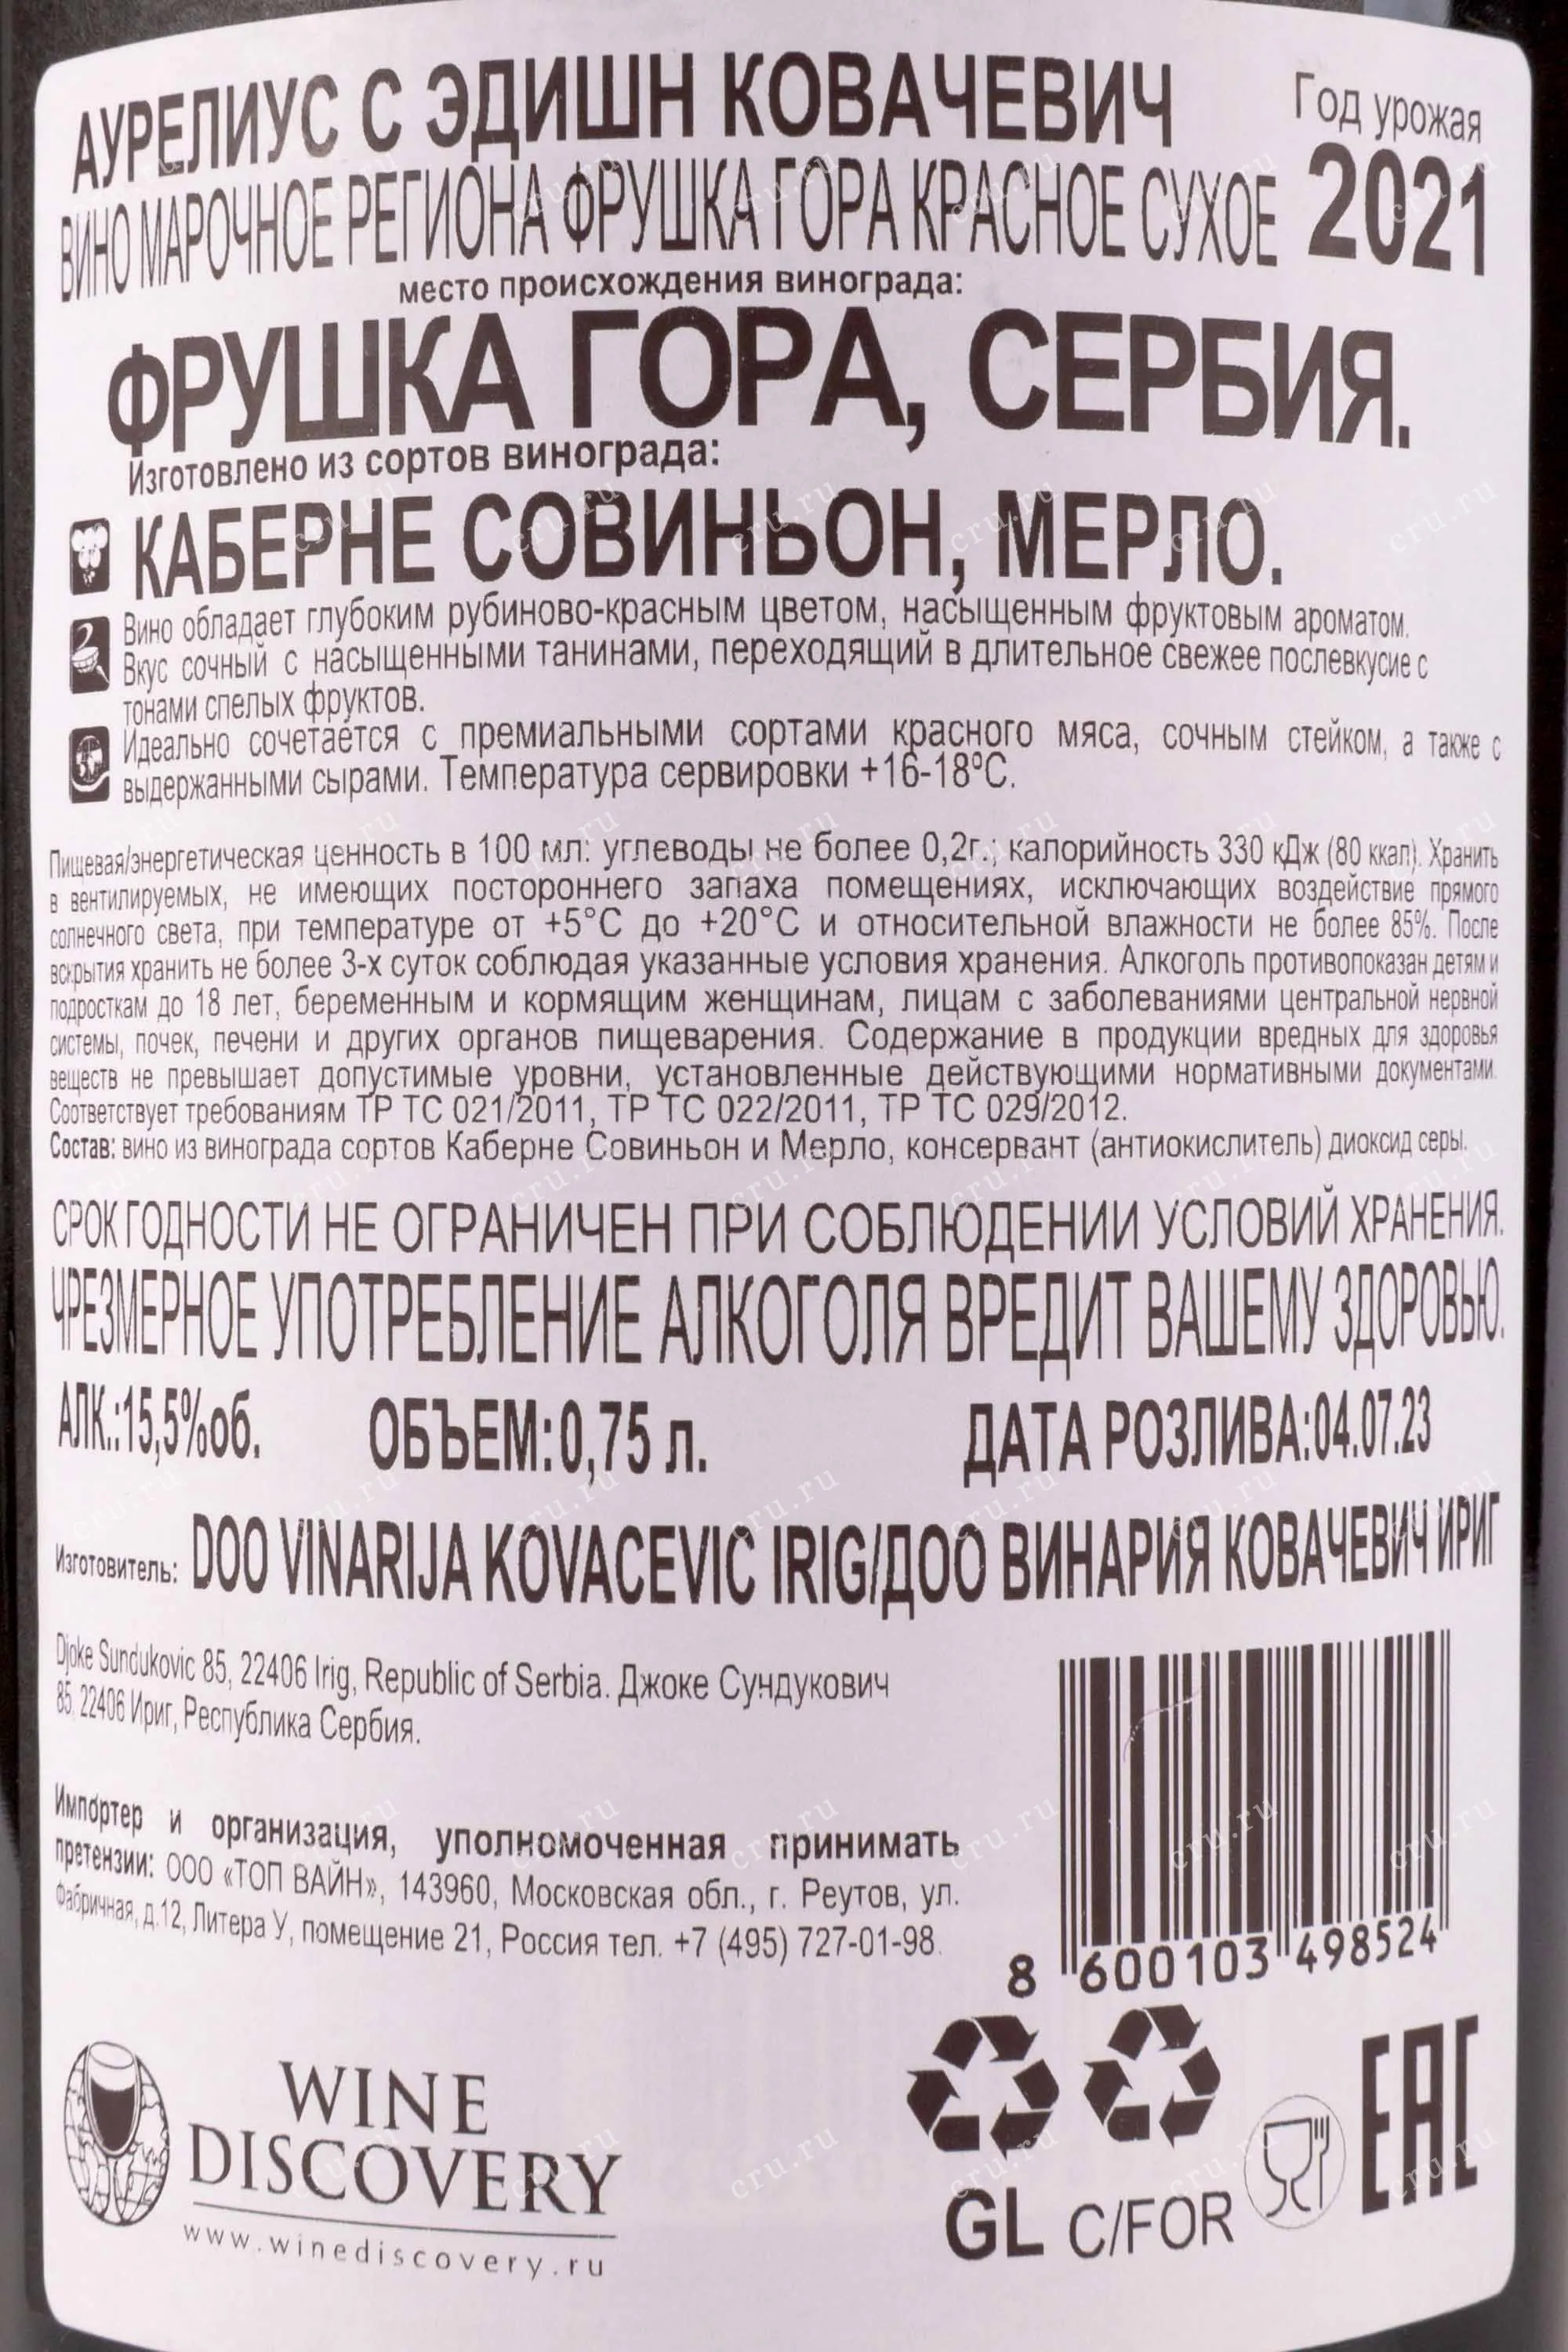 АУРЕЛИУС С ЭДИШН КОВАЧЕВИЧ
Год урожая
ВИНО МАРОЧНОЕ РЕГИОНА ФРУШКА ГОРА КРАСНОЕ СУХОЕ 2021
место происхождения винограда:
ФРУШКА ГОРА, СЕРБИЯ.
Изготовлено из сортов винограда:
КАБЕРНЕ СОВИНЬОН, МЕРЛО.
Вино обладает глубоким рубиново-красным цветом, насыщенным фруктовым ароматом.
Вкус сочный с насыщенными танинами, переходящий в длительное свежее послевкусие с
тонами спелых фруктов.
Идеально сочетается с премиальными сортами красного мяса, сочным стейком, а также с
выдержанными сырами. Температура сервировки +16-18ºС.
Пищевая/энергетическая ценность в 100 мл: углеводы не более 0,2г.; калорийность 330 кДж (80 ккал). Хранить
в вентилируемых, не имеющих постороннего запаха помещениях, исключающих воздействие прямого
солнечного света, при температуре от +5°С до +20°С и относительной влажности не более 85%. После
вскрытия хранить не более 3-х суток соблюдая указанные условия хранения. Алкоголь противопоказан детям и
подросткам до 18 лет, беременным и кормящим женщинам, лицам с заболеваниями центральной нервной
системы, почек, печени и других органов пищеварения. Содержание в продукции вредных для здоровья
веществ не превышает допустимые уровни, установленные действующими нормативными документами.
Соответствует требованиям ТР ТС 021/2011, ТР ТС 022/2011, ТР ТС 029/2012.
Состав: вино из винограда сортов Каберне Совиньон и Мерло, консервант (антиокислитель) диоксид серы.
СРОК ГОДНОСТИ НЕ ОГРАНИЧЕН ПРИ СОБЛЮДЕНИИ УСЛОВИЙ ХРАНЕНИЯ.
ЧРЕЗМЕРНОЕ УПОТРЕБЛЕНИЕ АЛКОГОЛЯ ВРЕДИТ ВАШЕМУ ЗДОРОВЬЮ.
АЛК.:15,5%об. ОБЪЕМ:0,75 л. ДАТА РОЗЛИВА:04.07.23
Изготовитель: DOO VINARIJA KOVACEVIC IRIG/ДОО ВИНАРИЯ КОВАЧЕВИЧ ИРИГ
Djoke Sundukovic 85, 22406 Irig, Republic of Serbia. Джоке Сундукович
85, 22406 Ириг, Республика Сербия.
Импортер и организация, уполномоченная принимать
претензии: ООО «ТОП ВАЙН», 143960, Московская обл., г. Реутов, ул.
Фабричная, д.12, Литера У, помещение 21, Россия тел. +7 (495) 727-01-98.
8 600103 498524
WINE
DISCOVERY
www.winediscovery.ru
GL C/FOR
EAC
cru.ru